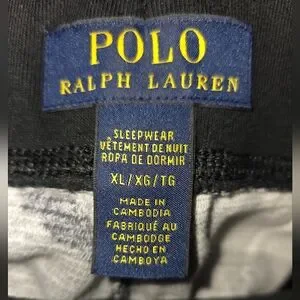 POLO
RALPH LAUREN
SLEEPWEAR
VÊTEMENT DE NUIT
ROPA DE DORMIR
XL/XG/TG
MADE IN
CAMBODIA
FABRIQUÉ AU
CAMBODGE
HECHO EN
CAMBOYA